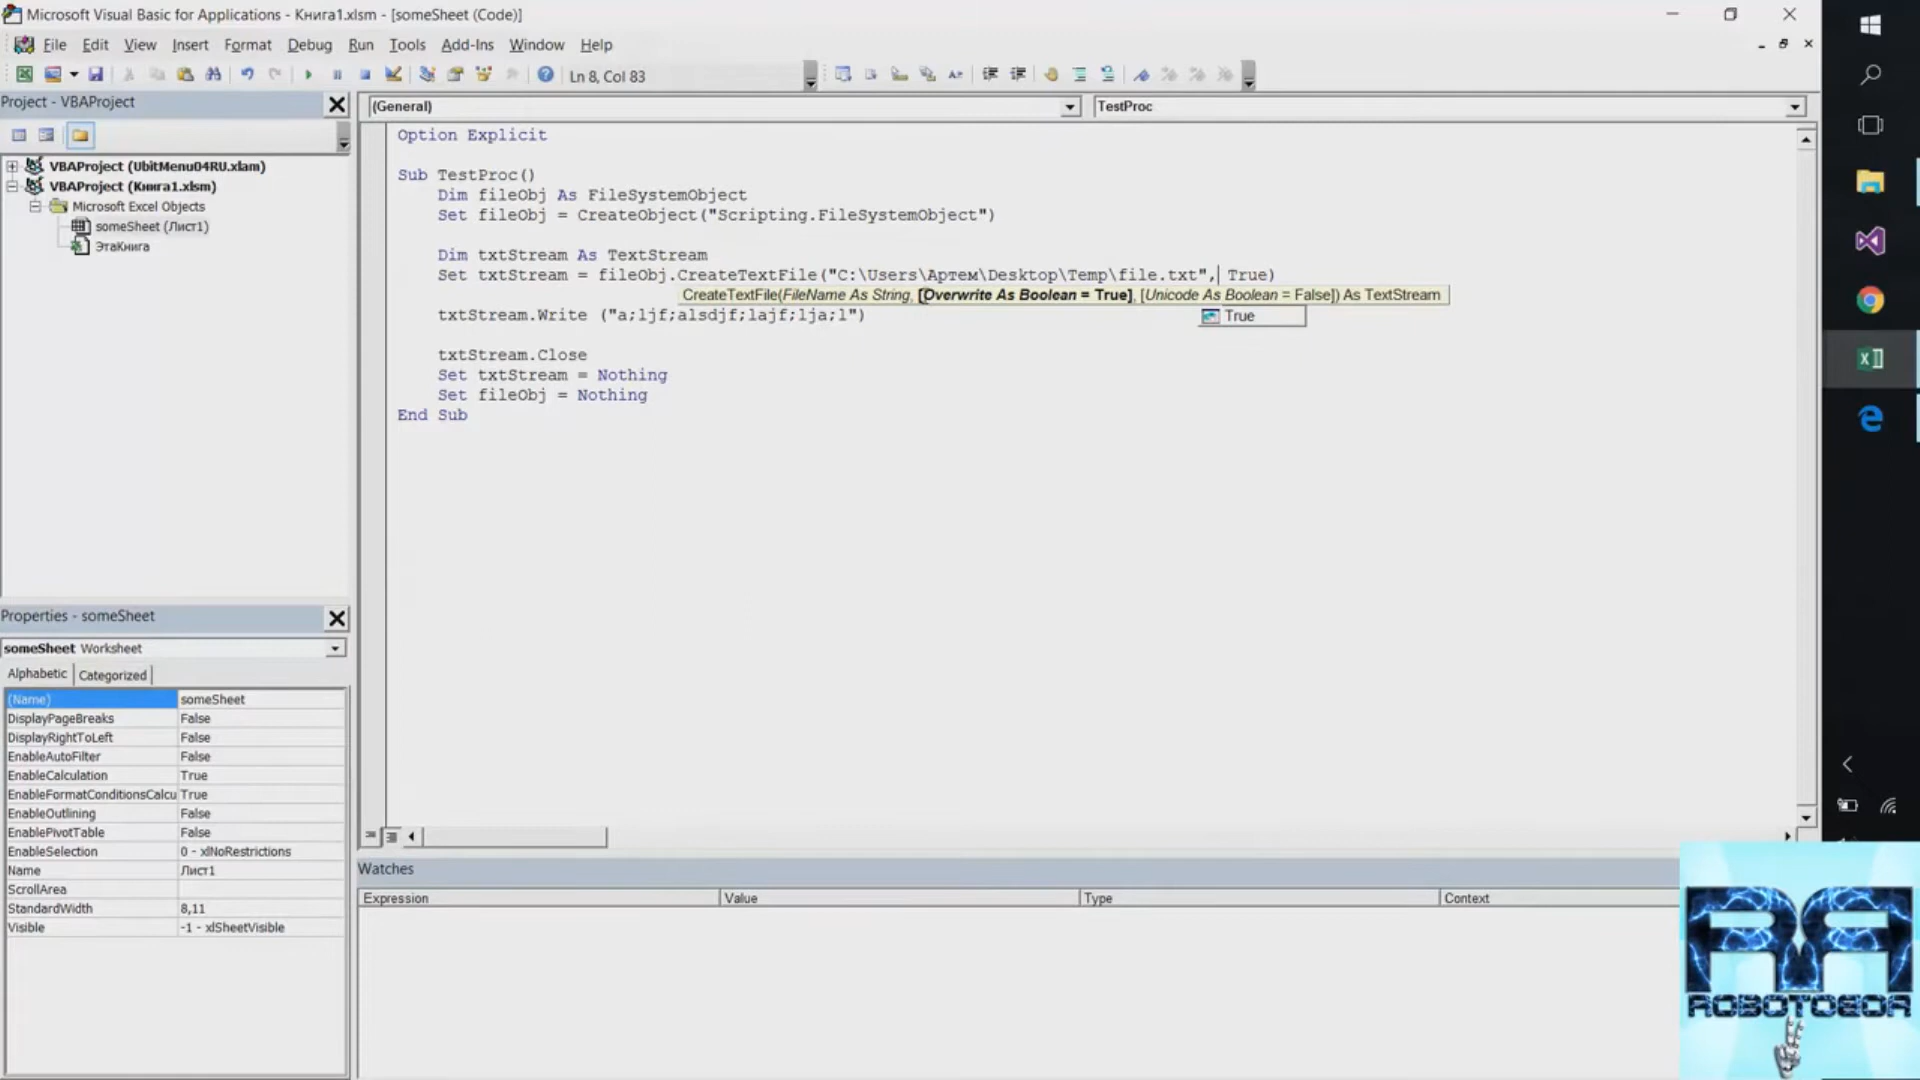 Microsoft Visual Basic for Applications - Книга1.xlsm - [someSheet (Code)]
File Edit View Insert Format Debug Run Tools Add-Ins Window Help
Ln 8, Col 83
Project - VBAProject
(General)
TestProc
VBAProject (UbitMenu04RU.xlam)
VBAProject (Книга1.xlsm)
Microsoft Excel Objects
someSheet (Лист1)
ЭтаКнига
Option Explicit
Sub TestProc()
Dim fileObj As FileSystemObject
Set fileObj = CreateObject("Scripting.FileSystemObject")
Dim txtStream As TextStream
Set txtStream = fileObj.CreateTextFile("C:\Users\Артем\Desktop\Temp\file.txt", True)
CreateTextFile(FileName As String, [Overwrite As Boolean = True], [Unicode As Boolean = False]) As TextStream
txtStream.Write ("a;ljf;alsdjf;lajf;lja;l")
True
txtStream.Close
Set txtStream = Nothing
Set fileObj = Nothing
End Sub
Properties - someSheet
someSheet Worksheet
Alphabetic Categorized
(Name) someSheet
DisplayPageBreaks False
DisplayRightToLeft False
EnableAutoFilter False
EnableCalculation True
EnableFormatConditionsCalcu True
EnableOutlining False
EnablePivotTable False
EnableSelection 0 - xlNoRestrictions
Name Лист1
ScrollArea
StandardWidth 8,11
Visible -1 - xlSheetVisible
Watches
Expression Value Type Context
ROBOTOBOR